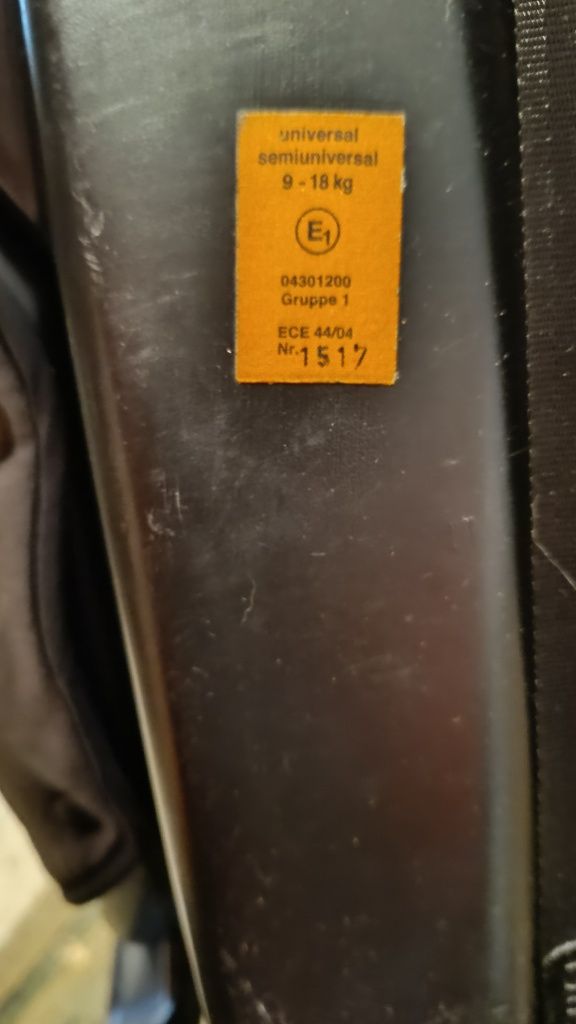 universal
semiuniversal
9 - 18 kg
E1
04301200
Gruppe 1
ECE 44/04
Nr. 1517